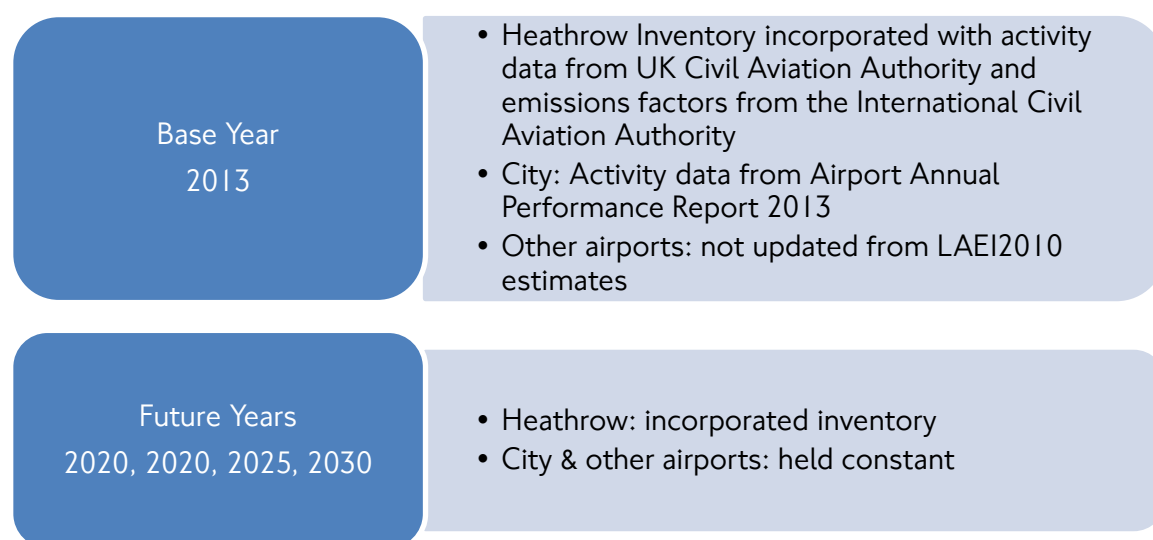 Base Year
2013
• Heathrow Inventory incorporated with activity
data from UK Civil Aviation Authority and
emissions factors from the International Civil
Aviation Authority
• City: Activity data from Airport Annual
Performance Report 2013
• Other airports: not updated from LAEI2010
estimates
Future Years
2020, 2020, 2025, 2030
• Heathrow: incorporated inventory
• City & other airports: held constant